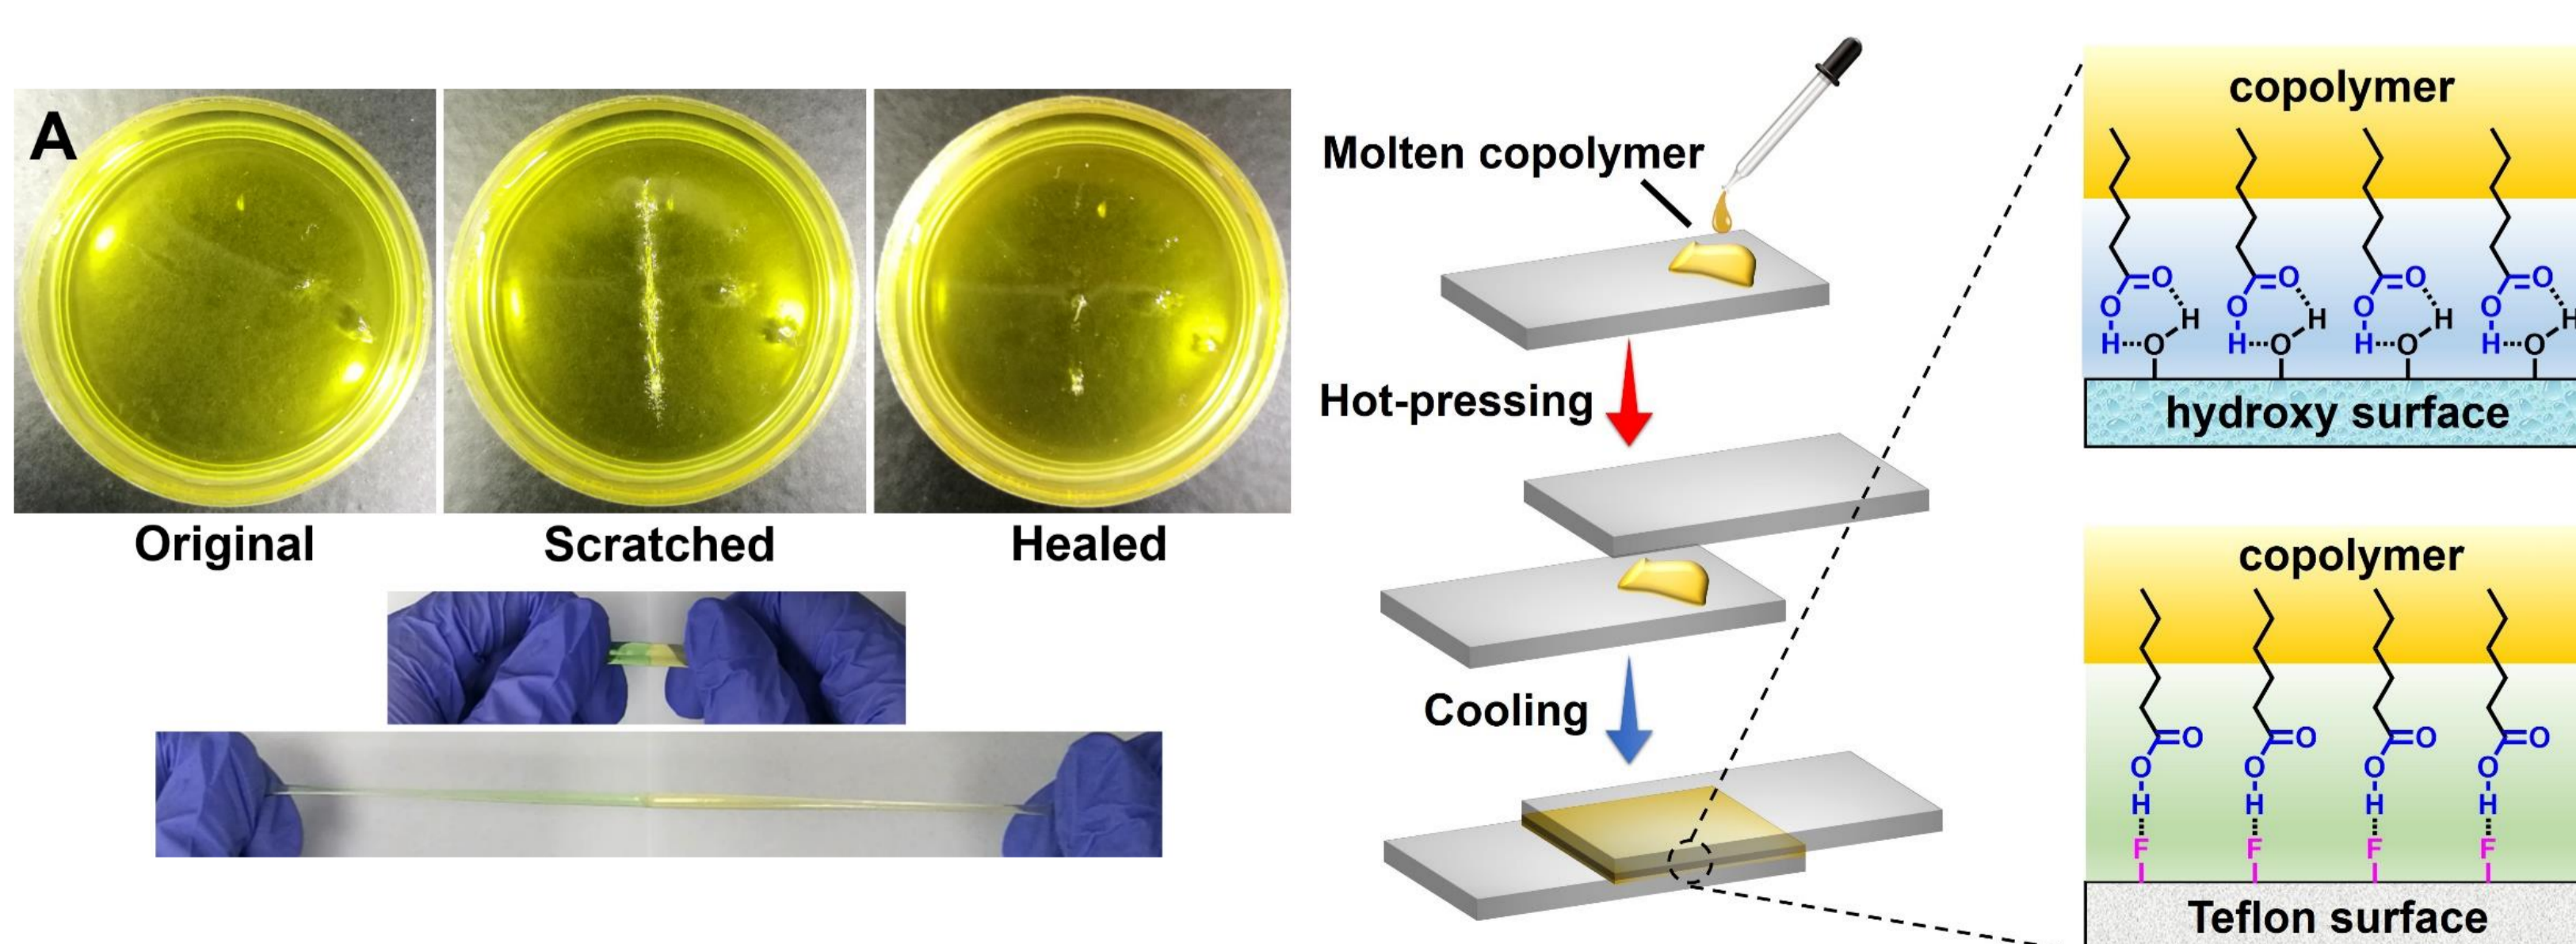 A
Original
Scratched
Healed
Molten copolymer
Hot-pressing
Cooling
copolymer
O O O O
O O O O
H H H H
H O H O H O H O
hydroxy surface
copolymer
O O O O
O O O O
H H H H
F F F F
Teflon surface